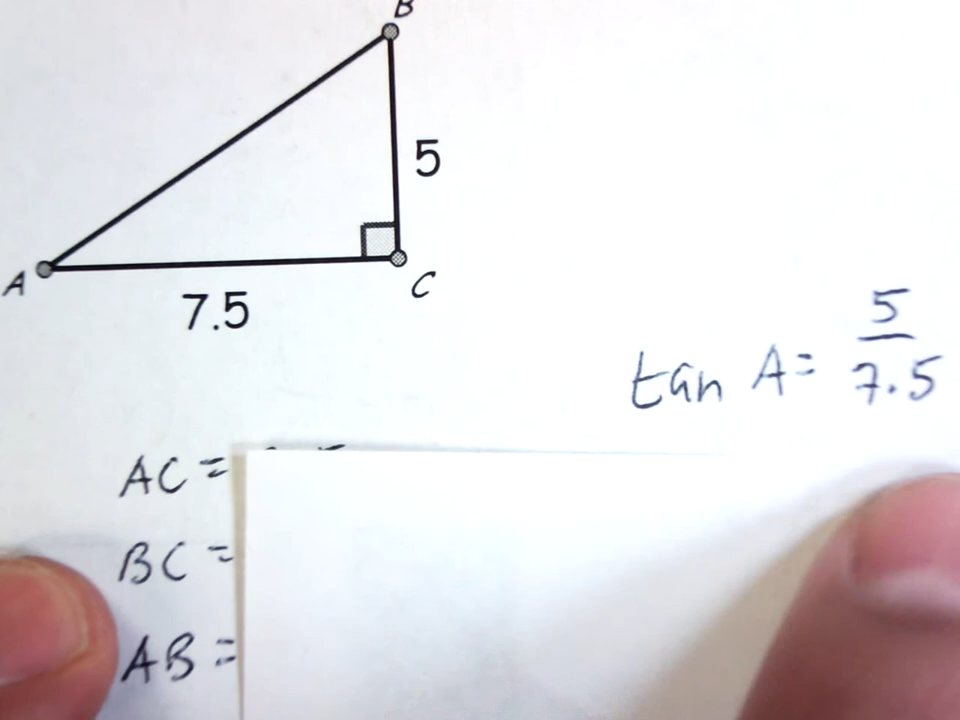 B
5
A
C
7.5
tan A = 5/7.5
AC =
BC =
AB =